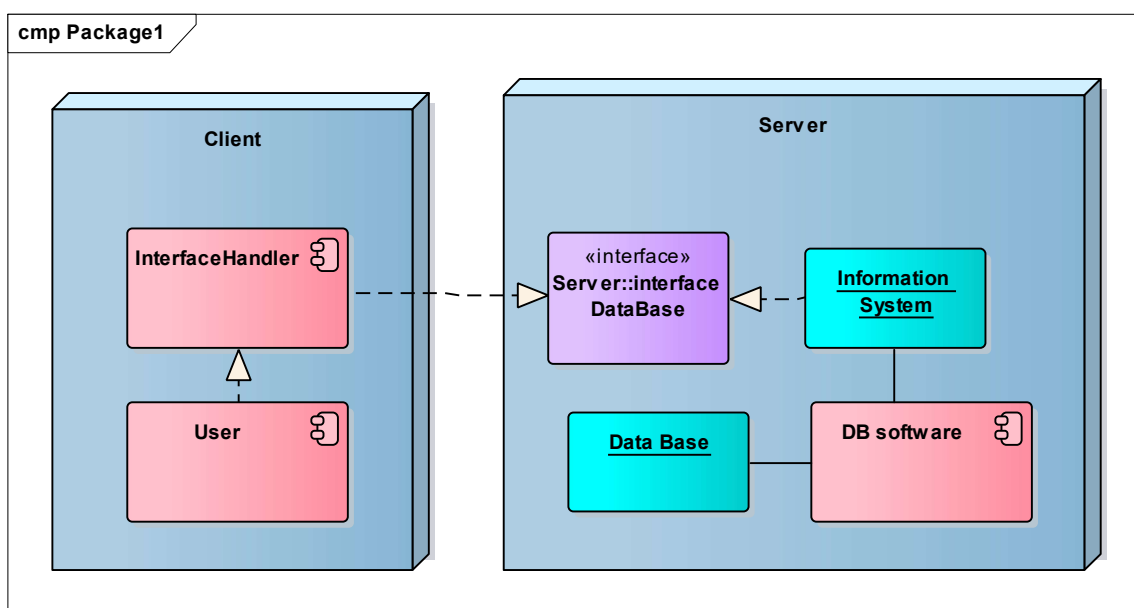 cmp Package1
Client
Server
InterfaceHandler
«interface»
Server::interface
DataBase
Information
System
User
Data Base
DB software